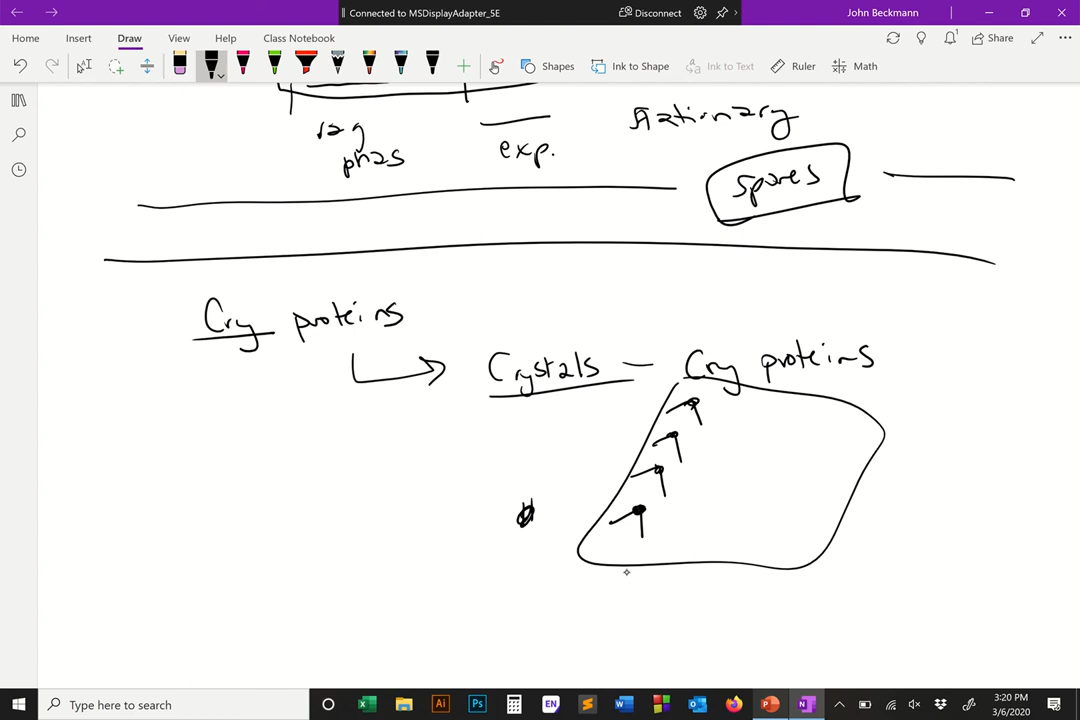 Connected to MSDisplayAdapter_5E
Disconnect
John Beckmann
Home
Insert
Draw
View
Help
Class Notebook
Share
Shapes
Ink to Shape
Ink to Text
Ruler
Math
lag
phas
exp.
stationary
spores
Cry proteins
Crystals — Cry proteins
Type here to search
3:20 PM
3/6/2020